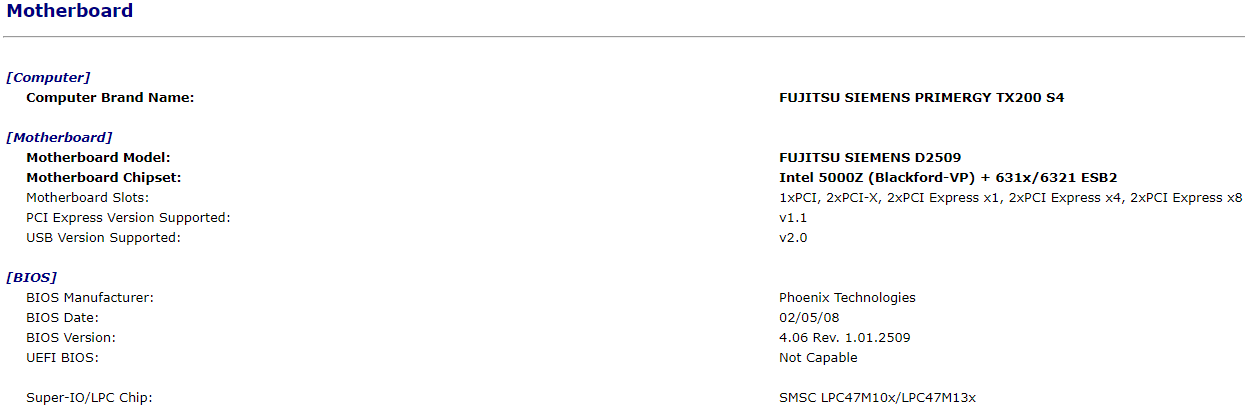 Motherboard
[Computer]
Computer Brand Name: FUJITSU SIEMENS PRIMERGY TX200 S4
[Motherboard]
Motherboard Model: FUJITSU SIEMENS D2509
Motherboard Chipset: Intel 5000Z (Blackford-VP) + 631x/6321 ESB2
Motherboard Slots: 1xPCI, 2xPCI-X, 2xPCI Express x1, 2xPCI Express x4, 2xPCI Express x8
PCI Express Version Supported: v1.1
USB Version Supported: v2.0
[BIOS]
BIOS Manufacturer: Phoenix Technologies
BIOS Date: 02/05/08
BIOS Version: 4.06 Rev. 1.01.2509
UEFI BIOS: Not Capable
Super-IO/LPC Chip: SMSC LPC47M10x/LPC47M13x